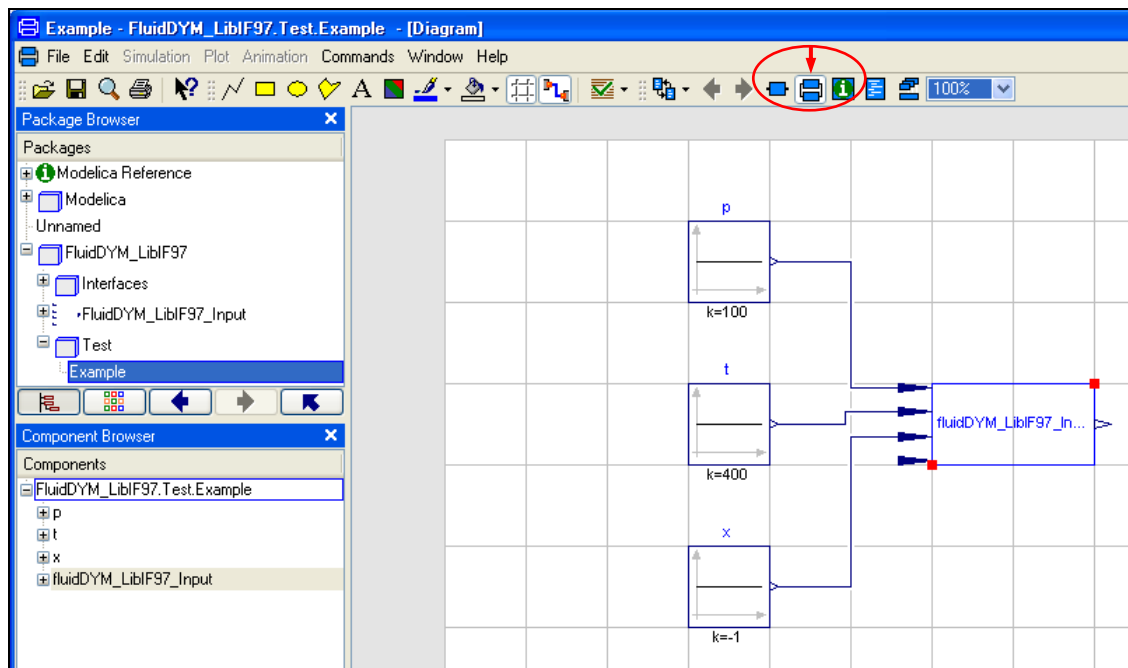 Example - FluidDYM_LibIF97.Test.Example - [Diagram]
File Edit Simulation Plot Animation Commands Window Help
A 100%
Package Browser
Packages
Modelica Reference
Modelica
Unnamed
FluidDYM_LibIF97
Interfaces
FluidDYM_LibIF97_Input
Test
Example
Component Browser
Components
FluidDYM_LibIF97.Test.Example
p
t
x
fluidDYM_LibIF97_Input
p
k=100
t
k=400
fluidDYM_LibIF97_In...
x
k=-1